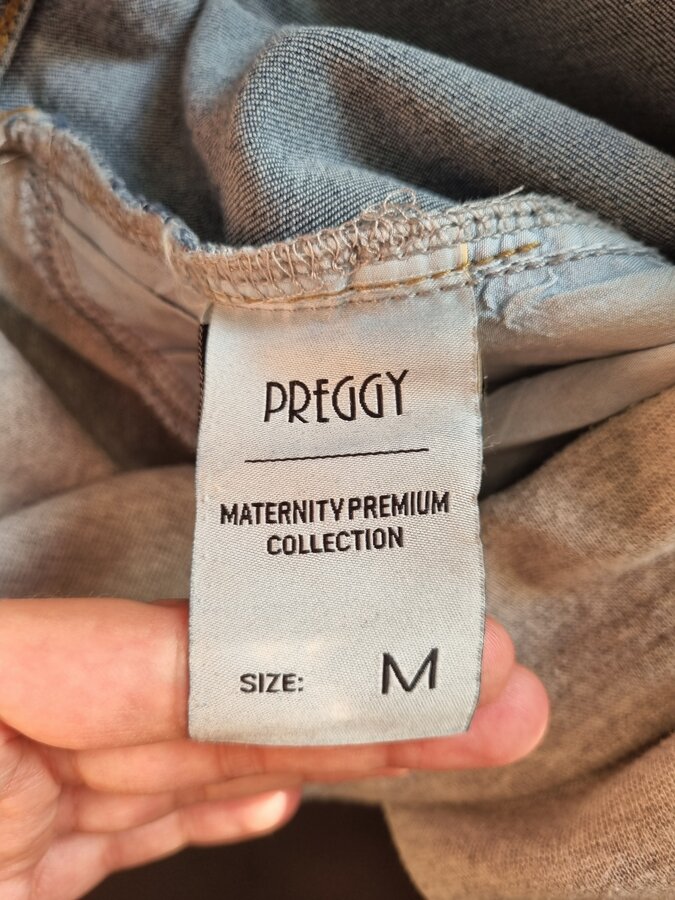 PREGGY
MATERNITY PREMIUM
COLLECTION
SIZE: M